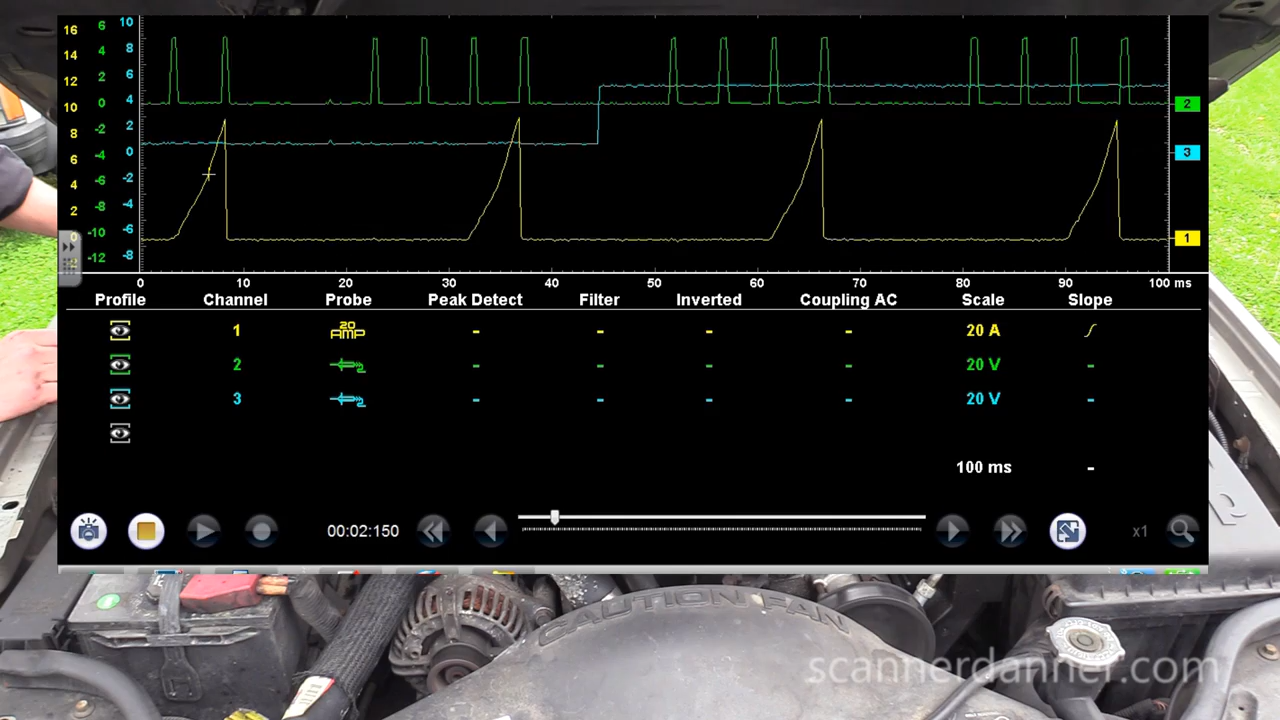 16 6 10
14 4 8
12 2 6
10 0 4
8 -2 2
6 -4 0
4 -6 -2
2 -8 -4
0 -10 -6
-12 -8
2
3
1
0 10 20 30 40 50 60 70 80 90 100 ms
Profile Channel Probe Peak Detect Filter Inverted Coupling AC Scale Slope
1 20 AMP - - - - 20 A
2 - - - - 20 V -
3 - - - - 20 V -
100 ms -
00:02:150 x1
CAUTION FAN
scannerdanner.com